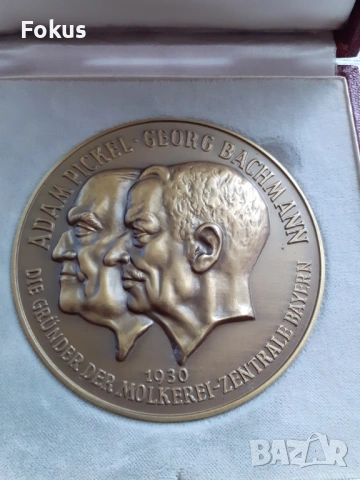 Fokus
ADAM PICKEL · GEORG BACHMANN
1930
DIE GRÜNDER DER MOLKEREI-ZENTRALE BAYERN
BAZAR